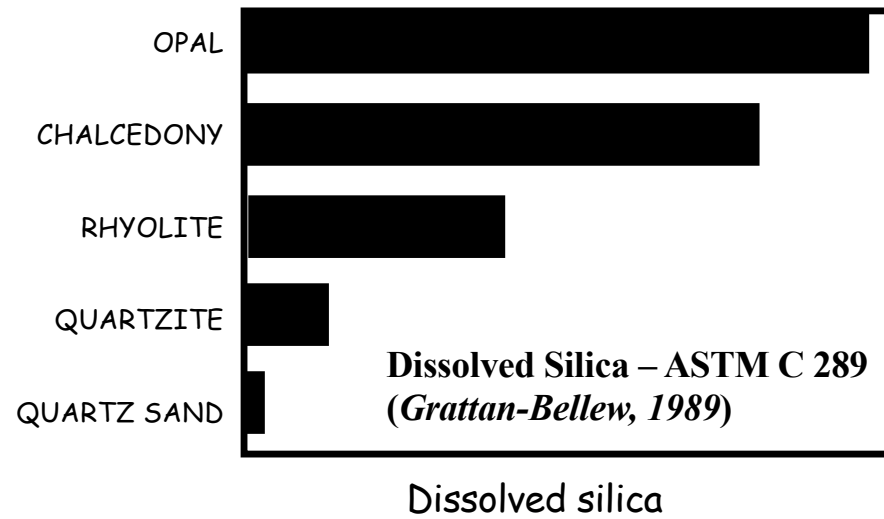 OPAL
CHALCEDONY
RHYOLITE
QUARTZITE
QUARTZ SAND
Dissolved Silica – ASTM C 289
(Grattan-Bellew, 1989)
Dissolved silica